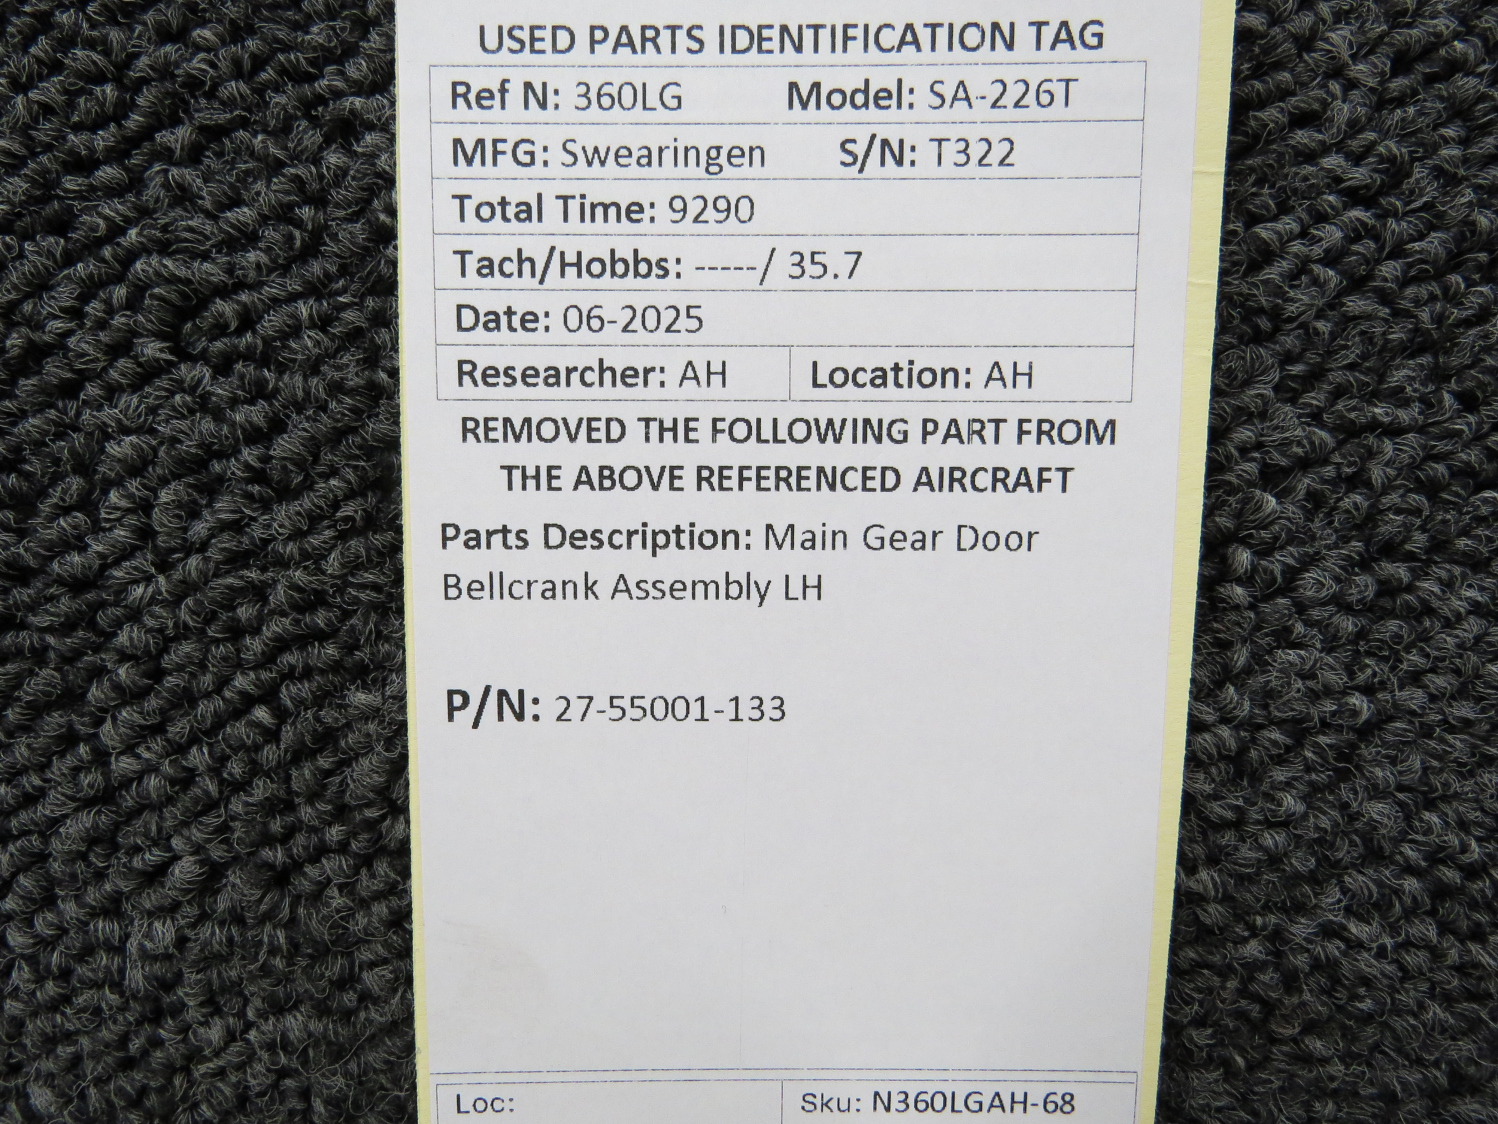 USED PARTS IDENTIFICATION TAG
Ref N: 360LG Model: SA-226T
MFG: Swearingen S/N: T322
Total Time: 9290
Tach/Hobbs: -----/ 35.7
Date: 06-2025
Researcher: AH Location: AH
REMOVED THE FOLLOWING PART FROM
THE ABOVE REFERENCED AIRCRAFT
Parts Description: Main Gear Door
Bellcrank Assembly LH
P/N: 27-55001-133
Loc: Sku: N360LGAH-68